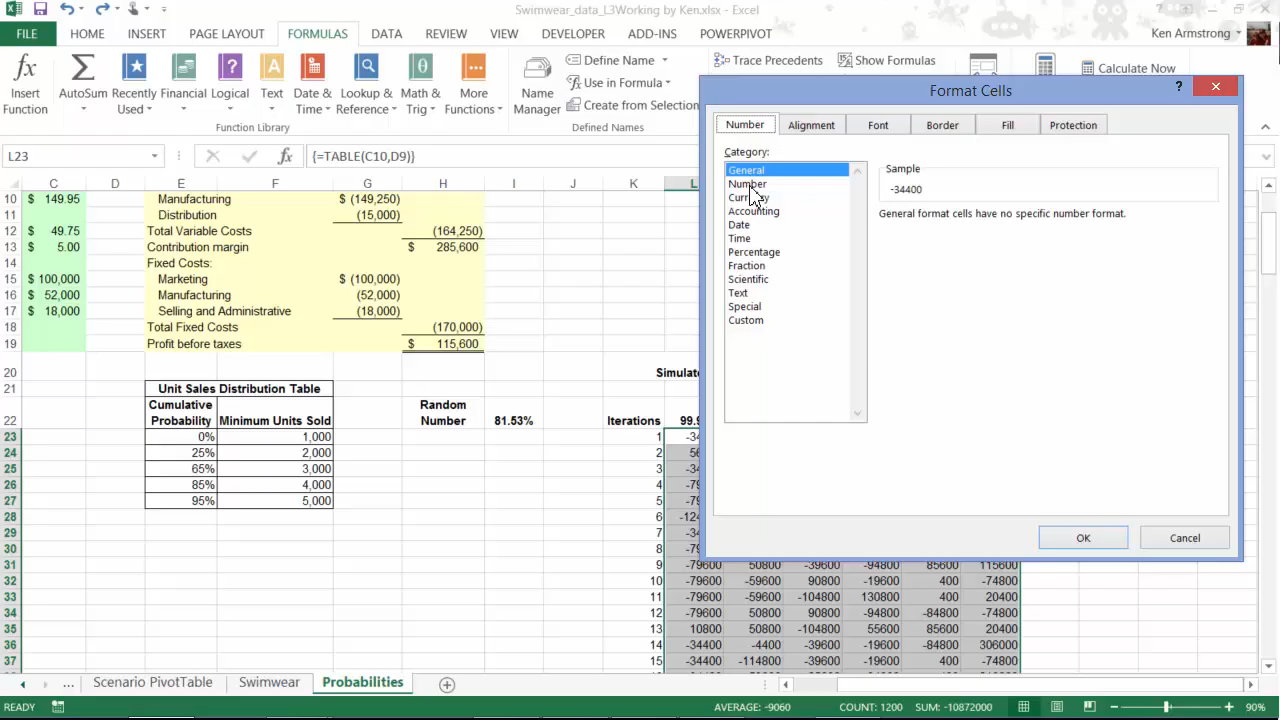 Swimwear_data_L3Working by Ken.xlsx - Excel
FILE HOME INSERT PAGE LAYOUT FORMULAS DATA REVIEW VIEW DEVELOPER ADD-INS POWERPIVOT Ken Armstrong
Insert Function
AutoSum
Recently Used
Financial
Logical
Text
Date & Time
Lookup & Reference
Math & Trig
More Functions
Function Library
Name Manager
Define Name
Use in Formula
Create from Selection
Defined Names
Trace Precedents
Show Formulas
Calculate Now
L23 fx {=TABLE(C10,D9)}
C D E F G H I J K L
10 $ 149.95 Manufacturing $ (149,250)
11 Distribution (15,000)
12 $ 49.75 Total Variable Costs (164,250)
13 $ 5.00 Contribution margin $ 285,600
14 Fixed Costs:
15 $ 100,000 Marketing $ (100,000)
16 $ 52,000 Manufacturing (52,000)
17 $ 18,000 Selling and Administrative (18,000)
18 Total Fixed Costs (170,000)
19 Profit before taxes $ 115,600
20
21 Unit Sales Distribution Table
22 Cumulative Probability Minimum Units Sold Random Number 81.53% Iterations
23 0% 1,000 1
24 25% 2,000 2
25 65% 3,000 3
26 85% 4,000 4
27 95% 5,000 5
28 6
29 7
30 8
31 9 -79600 50800 -39600 -94800 85600 115600
32 10 -79600 -59600 90800 -19600 400 -74800
33 11 -79600 -59600 -104800 130800 400 20400
34 12 -79600 50800 90800 -94800 -84800 -74800
35 13 10800 50800 -104800 55600 85600 20400
36 14 -34400 -4400 -39600 -19600 -84800 306000
37 15 -34400 -114800 -39600 -19600 400 -74800
Format Cells
Number Alignment Font Border Fill Protection
Category:
General
Number
Currency
Accounting
Date
Time
Percentage
Fraction
Scientific
Text
Special
Custom
Sample
-34400
General format cells have no specific number format.
OK Cancel
... Scenario PivotTable Swimwear Probabilities
READY AVERAGE: -9060 COUNT: 1200 SUM: -10872000 90%